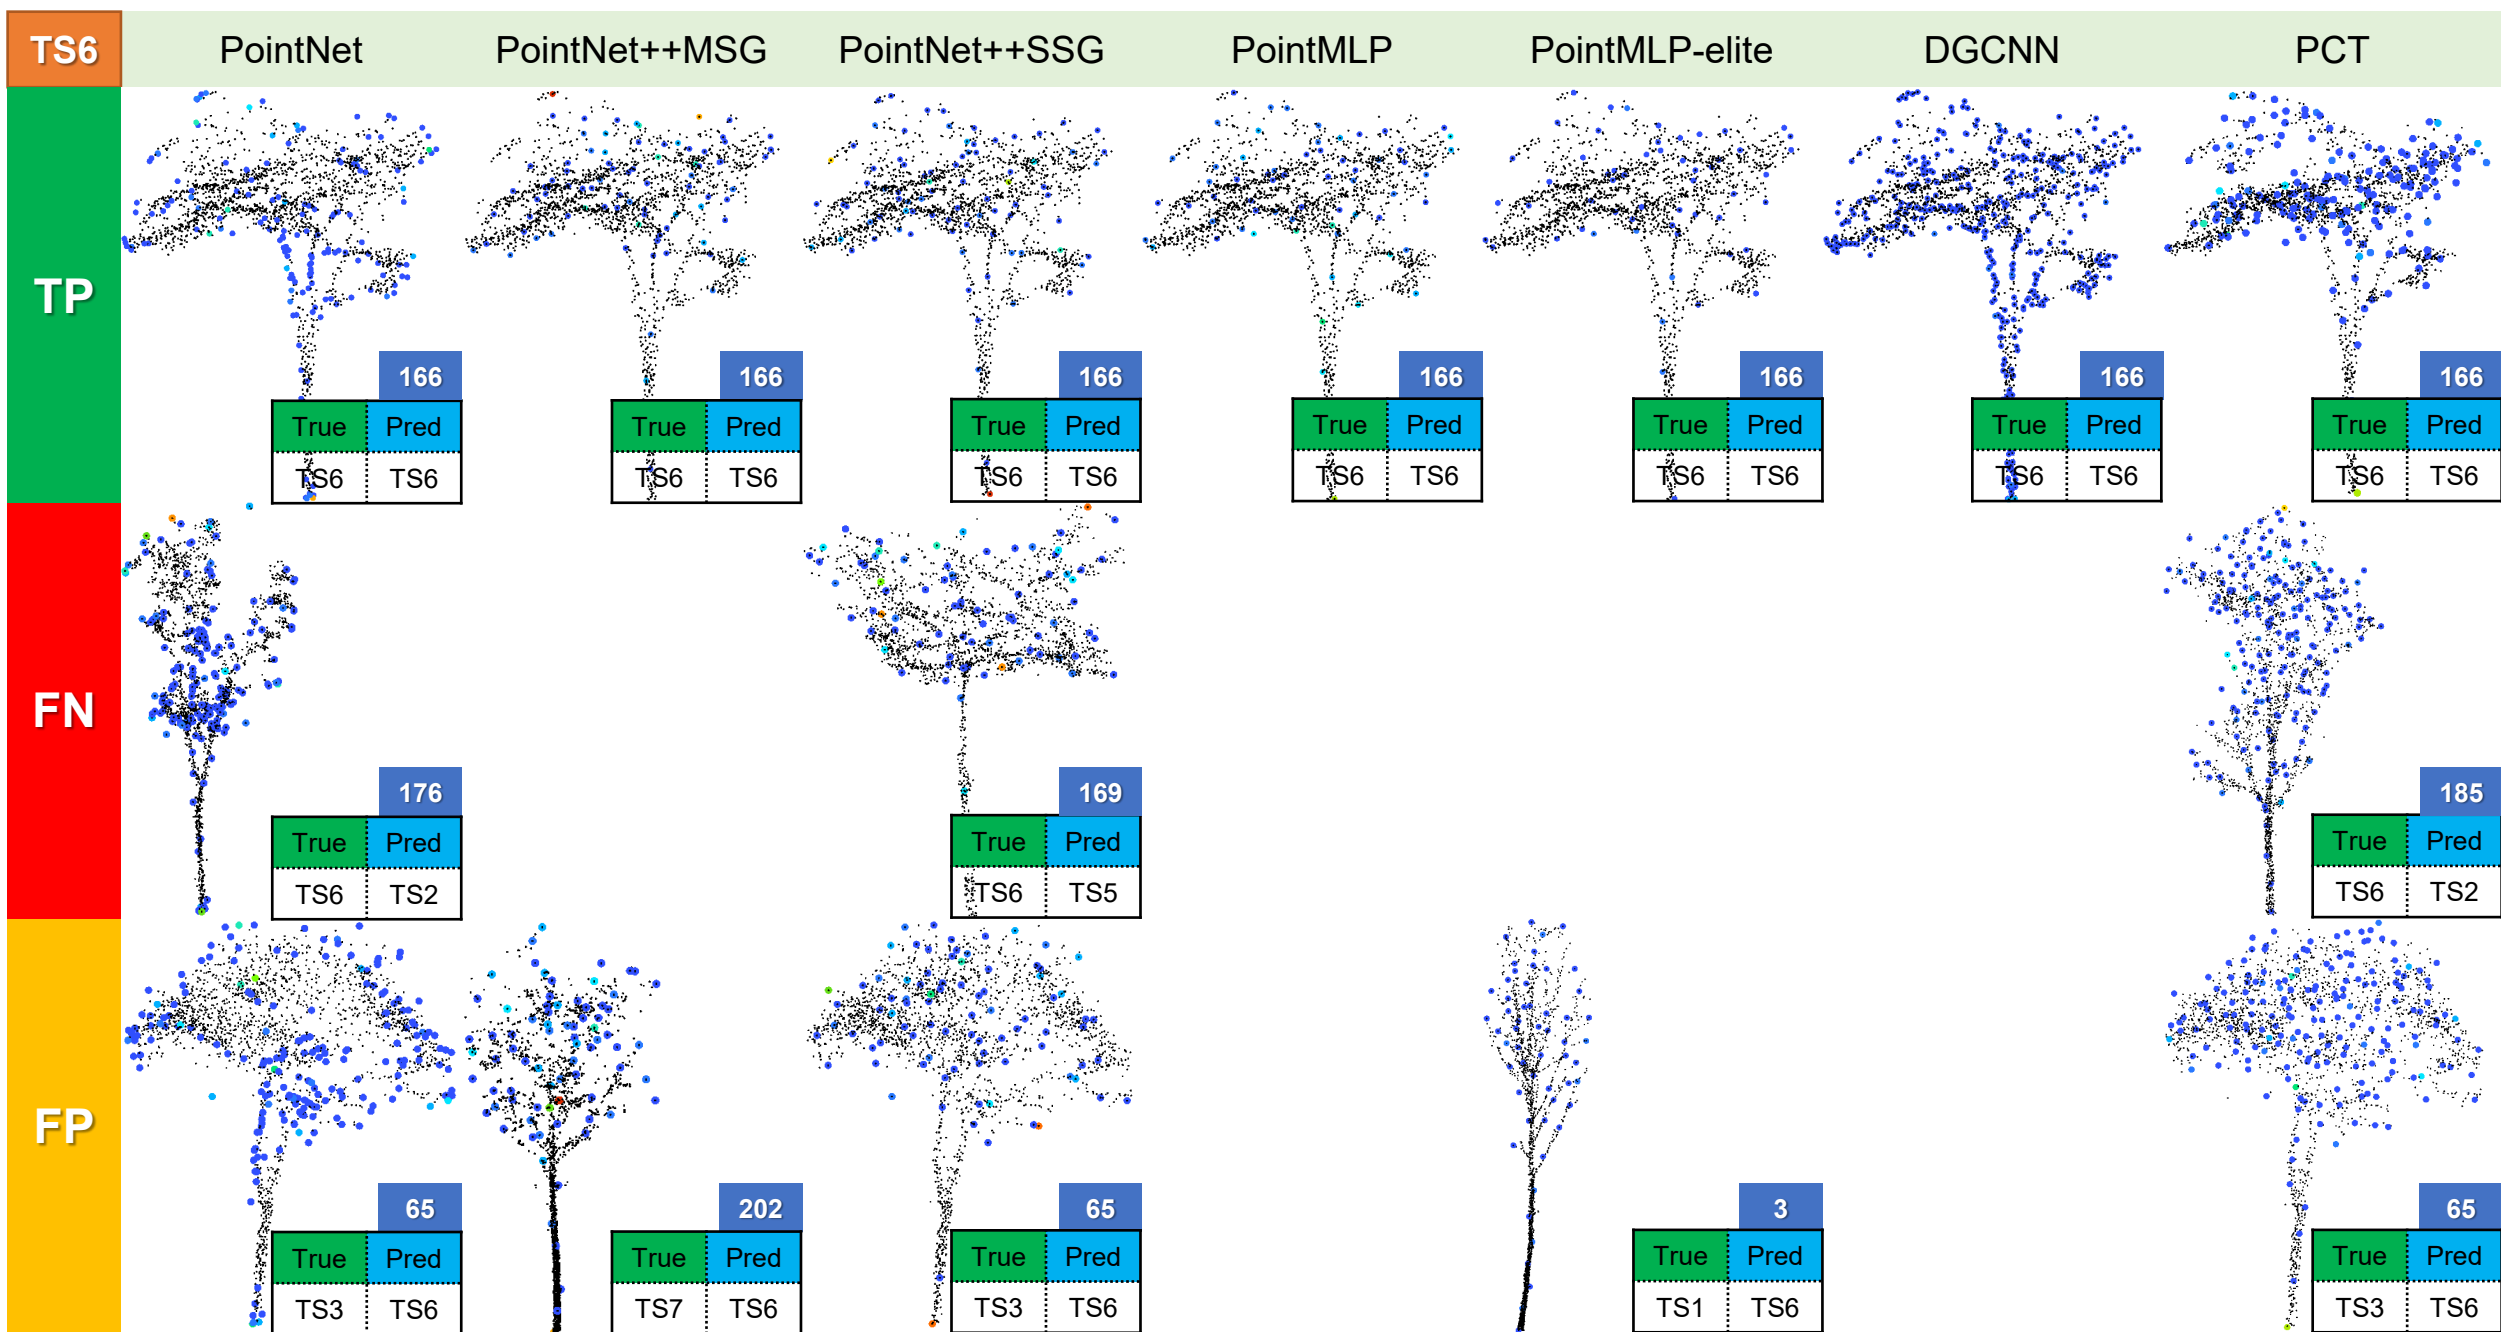 TS6 PointNet PointNet++MSG PointNet++SSG PointMLP PointMLP-elite DGCNN PCT
TP
166 166 166 166 166 166 166
True Pred True Pred True Pred True Pred True Pred True Pred True Pred
TS6 TS6 TS6 TS6 TS6 TS6 TS6 TS6 TS6 TS6 TS6 TS6 TS6 TS6
FN
176 169 185
True Pred True Pred True Pred
TS6 TS2 TS6 TS5 TS6 TS2
FP
65 202 65 3 65
True Pred True Pred True Pred True Pred True Pred
TS3 TS6 TS7 TS6 TS3 TS6 TS1 TS6 TS3 TS6